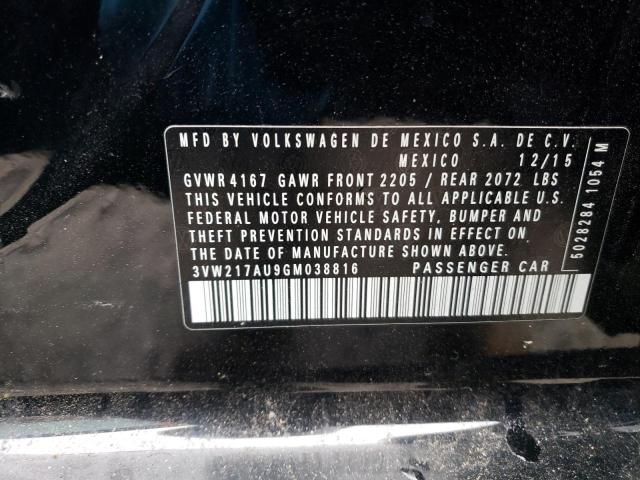 MFD BY VOLKSWAGEN DE MEXICO S.A. DE C.V.
MEXICO 12/15
GVWR 4167 GAWR FRONT 2205 / REAR 2072 LBS
THIS VEHICLE CONFORMS TO ALL APPLICABLE U.S.
FEDERAL MOTOR VEHICLE SAFETY, BUMPER AND
THEFT PREVENTION STANDARDS IN EFFECT ON
THE DATE OF MANUFACTURE SHOWN ABOVE.
3VW217AU9GM038816 PASSENGER CAR
5028284 1054 M